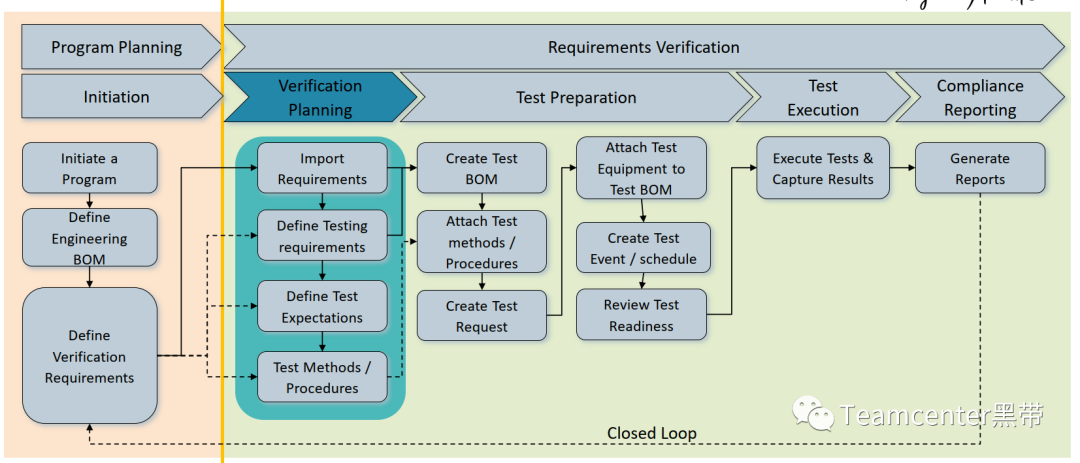 Program Planning
Requirements Verification
Initiation
Verification
Planning
Test Preparation
Test
Execution
Compliance
Reporting
Initiate a
Program
Define
Engineering
BOM
Define
Verification
Requirements
Import
Requirements
Define Testing
requirements
Define Test
Expectations
Test Methods /
Procedures
Create Test
BOM
Attach Test
methods /
Procedures
Create Test
Request
Attach Test
Equipment to
Test BOM
Create Test
Event / schedule
Review Test
Readiness
Execute Tests &
Capture Results
Generate
Reports
Closed Loop
Teamcenter黑带